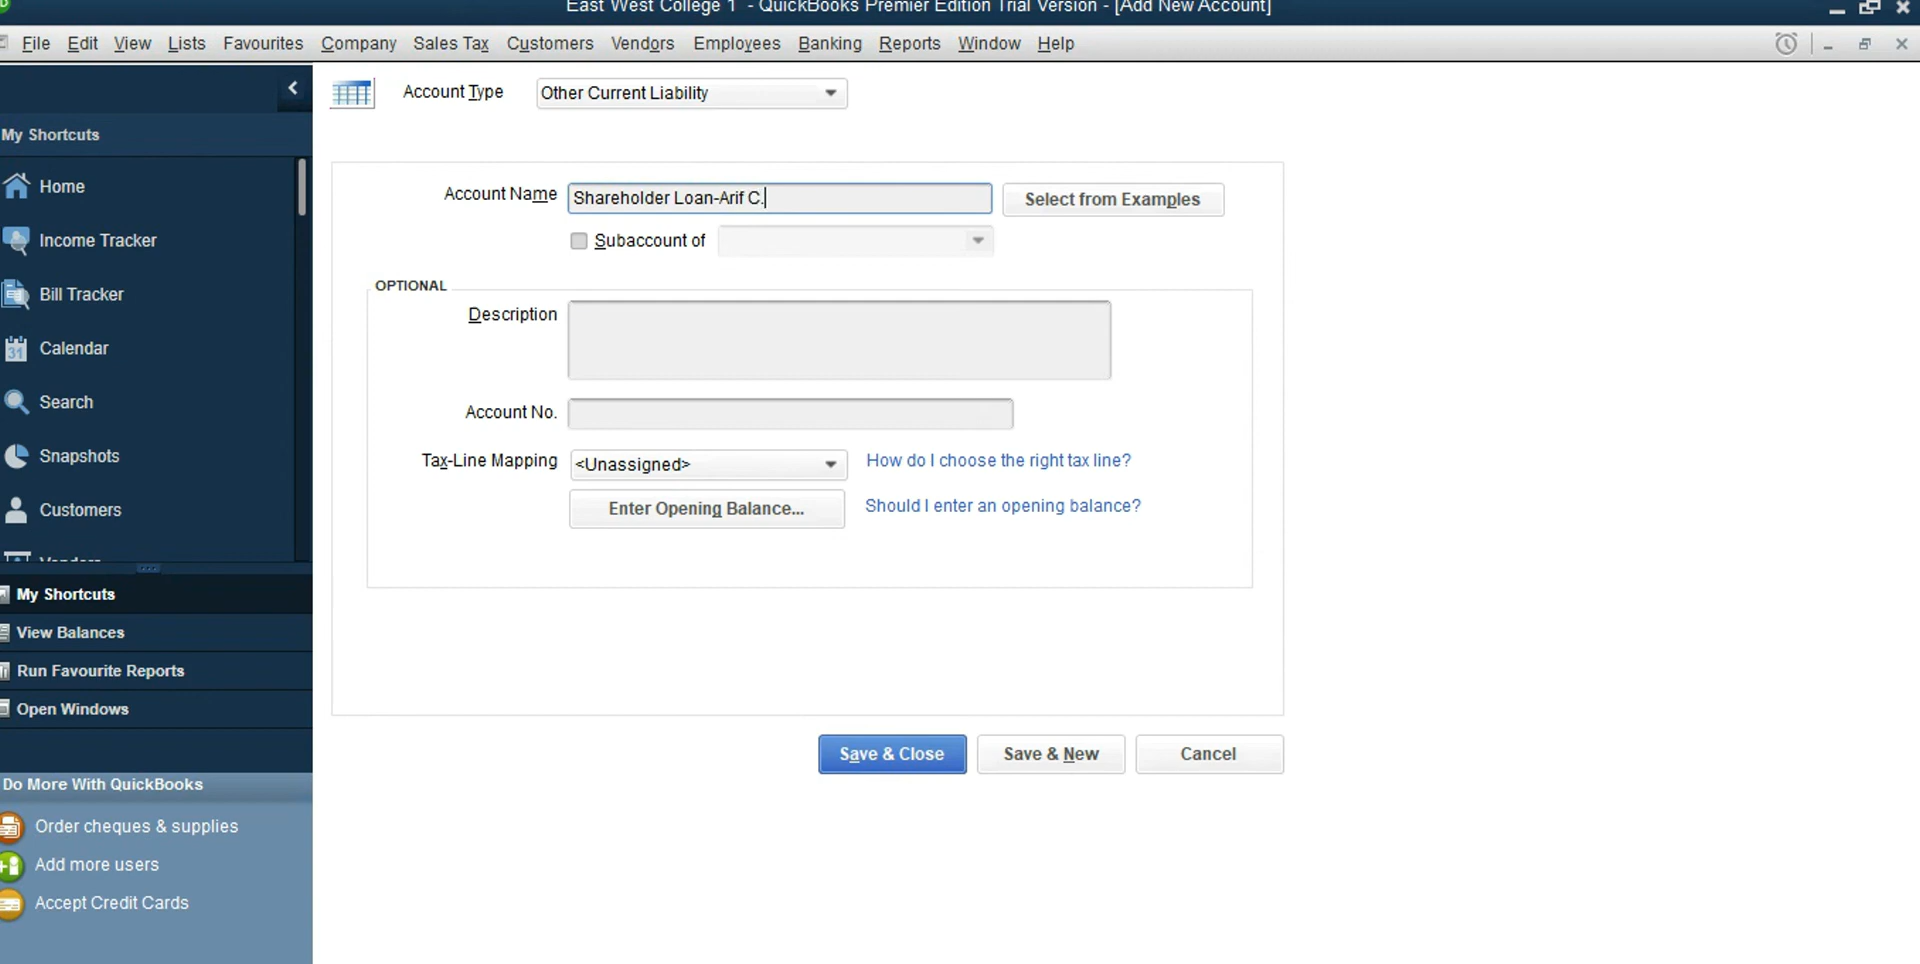 East West College 1 - QuickBooks Premier Edition Trial Version - [Add New Account]
File Edit View Lists Favourites Company Sales Tax Customers Vendors Employees Banking Reports Window Help
Account Type Other Current Liability
My Shortcuts
Home
Income Tracker
Bill Tracker
Calendar
31
Search
Snapshots
Customers
Vendors
My Shortcuts
View Balances
Run Favourite Reports
Open Windows
Do More With QuickBooks
Order cheques & supplies
Add more users
Accept Credit Cards
Account Name Shareholder Loan-Arif C. Select from Examples
Subaccount of
OPTIONAL
Description
Account No.
Tax-Line Mapping <Unassigned> How do I choose the right tax line?
Enter Opening Balance... Should I enter an opening balance?
Save & Close Save & New Cancel